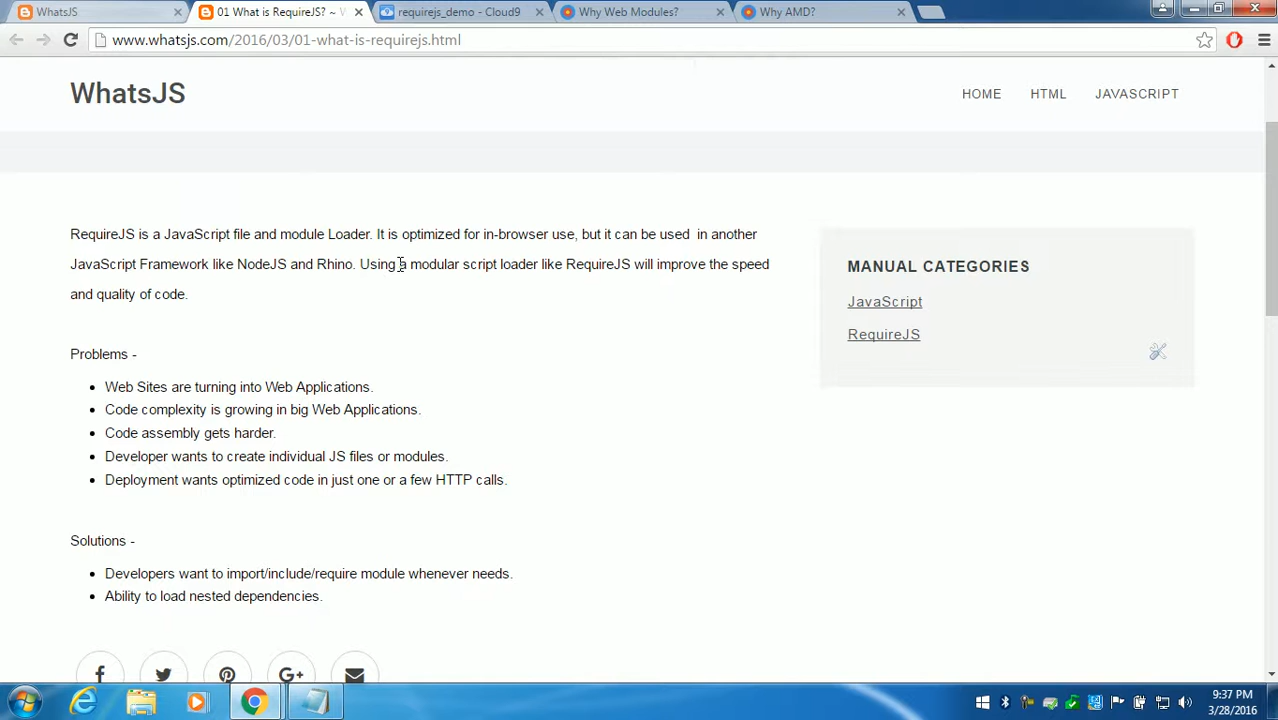 WhatsJS
01 What is RequireJS? ~ W
requirejs_demo - Cloud9
Why Web Modules?
Why AMD?
www.whatsjs.com/2016/03/01-what-is-requirejs.html
WhatsJS
HOME
HTML
JAVASCRIPT
RequireJS is a JavaScript file and module Loader. It is optimized for in-browser use, but it can be used  in another
JavaScript Framework like NodeJS and Rhino. Using a modular script loader like RequireJS will improve the speed
and quality of code.
MANUAL CATEGORIES
JavaScript
RequireJS
Problems -
Web Sites are turning into Web Applications.
Code complexity is growing in big Web Applications.
Code assembly gets harder.
Developer wants to create individual JS files or modules.
Deployment wants optimized code in just one or a few HTTP calls.
Solutions -
Developers want to import/include/require module whenever needs.
Ability to load nested dependencies.
9:37 PM
3/28/2016